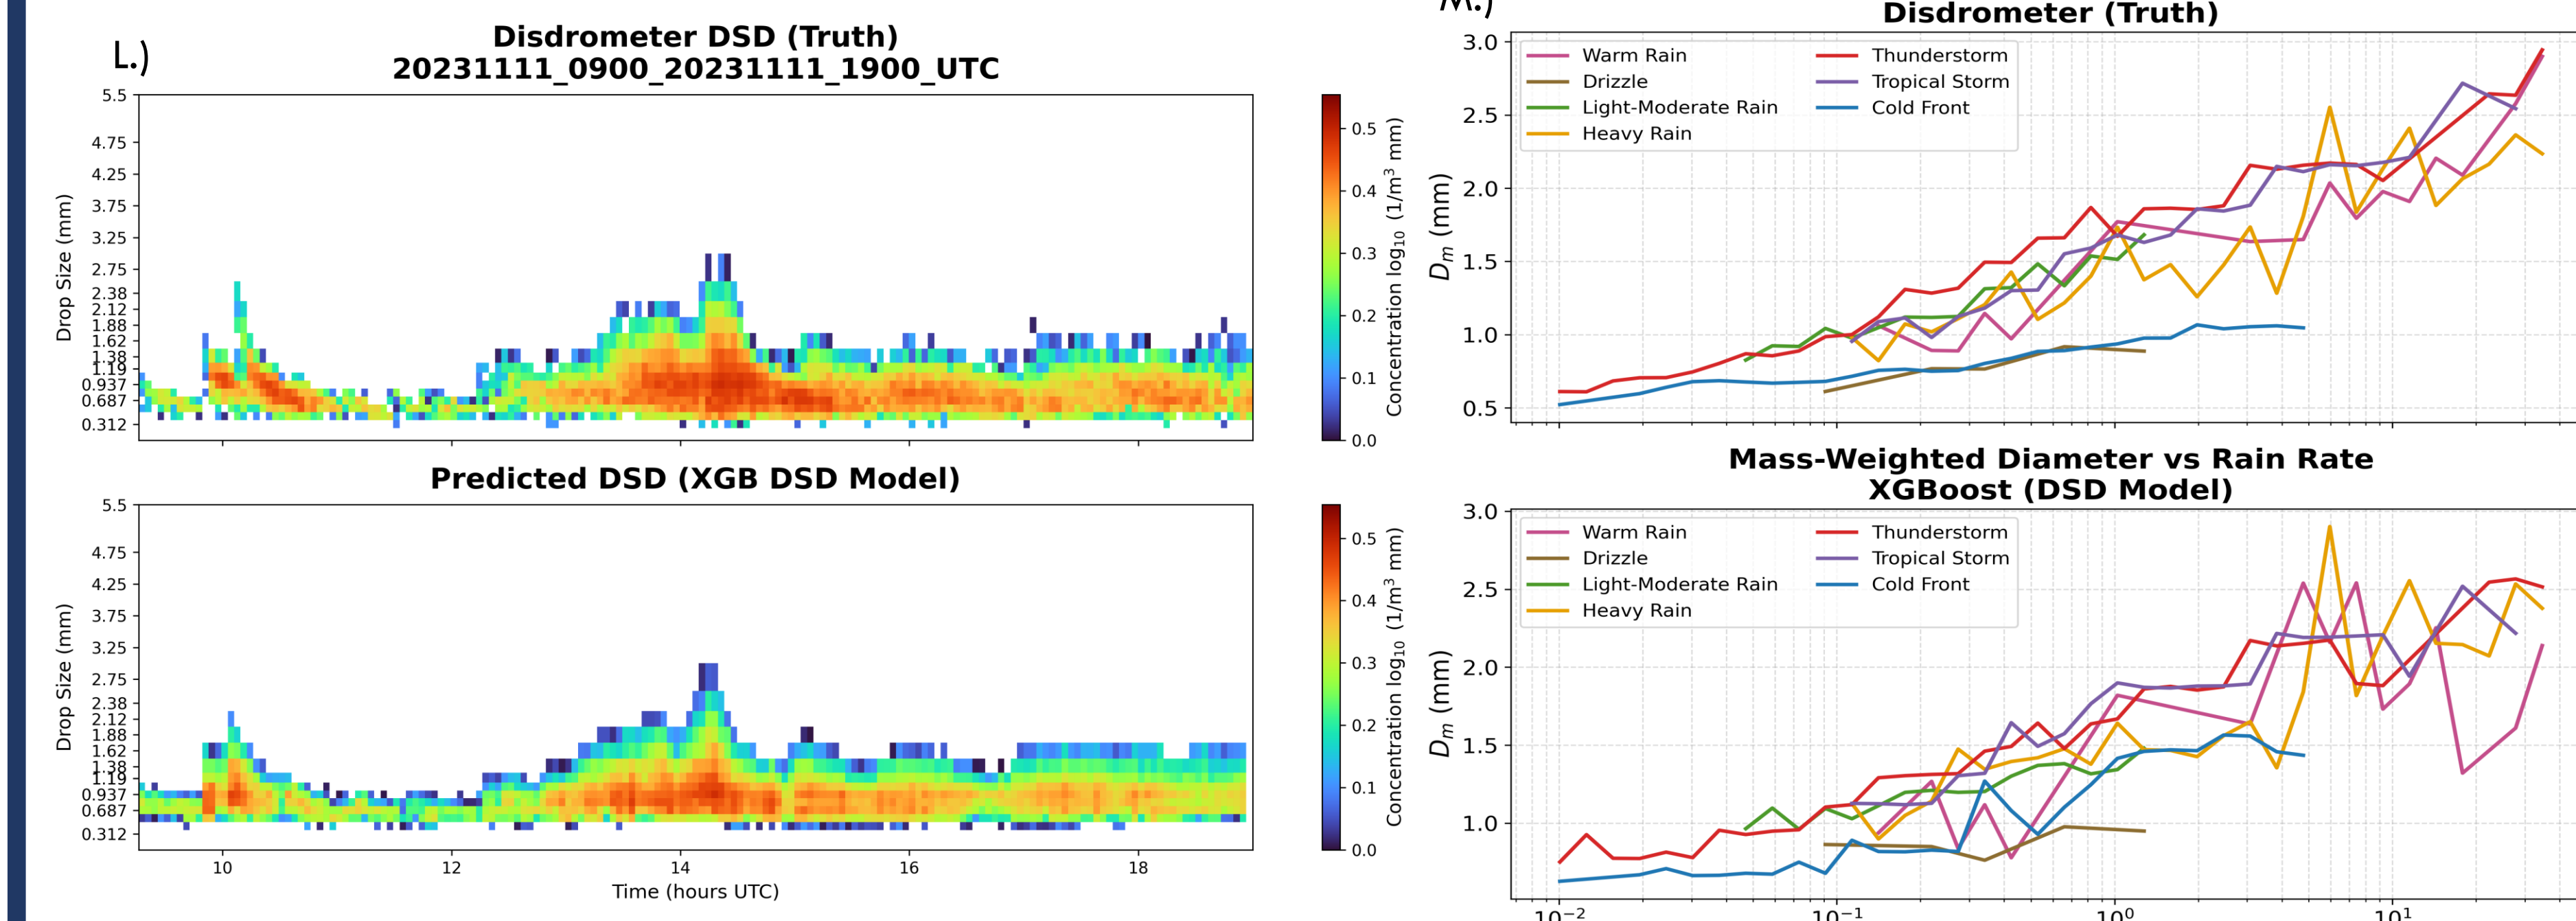 L.)
Disdrometer DSD (Truth)
20231111_0900_20231111_1900_UTC
5.5
4.75
4.25
3.75
3.25
2.75
2.38
2.12
1.88
1.62
1.38
1.19
0.937
0.687
0.312
Drop Size (mm)
0.5
0.4
0.3
0.2
0.1
0.0
Concentration log₁₀ (1/m³ mm)
Predicted DSD (XGB DSD Model)
5.5
4.75
4.25
3.75
3.25
2.75
2.38
2.12
1.88
1.62
1.38
1.19
0.937
0.687
0.312
Drop Size (mm)
10
12
14
16
18
Time (hours UTC)
0.5
0.4
0.3
0.2
0.1
0.0
Concentration log₁₀ (1/m³ mm)
M.)
Disdrometer (Truth)
Warm Rain
Drizzle
Light-Moderate Rain
Heavy Rain
Thunderstorm
Tropical Storm
Cold Front
3.0
2.5
2.0
1.5
1.0
0.5
Dₘ (mm)
Mass-Weighted Diameter vs Rain Rate
XGBoost (DSD Model)
Warm Rain
Drizzle
Light-Moderate Rain
Heavy Rain
Thunderstorm
Tropical Storm
Cold Front
3.0
2.5
2.0
1.5
1.0
Dₘ (mm)
10⁻²
10⁻¹
10⁰
10¹